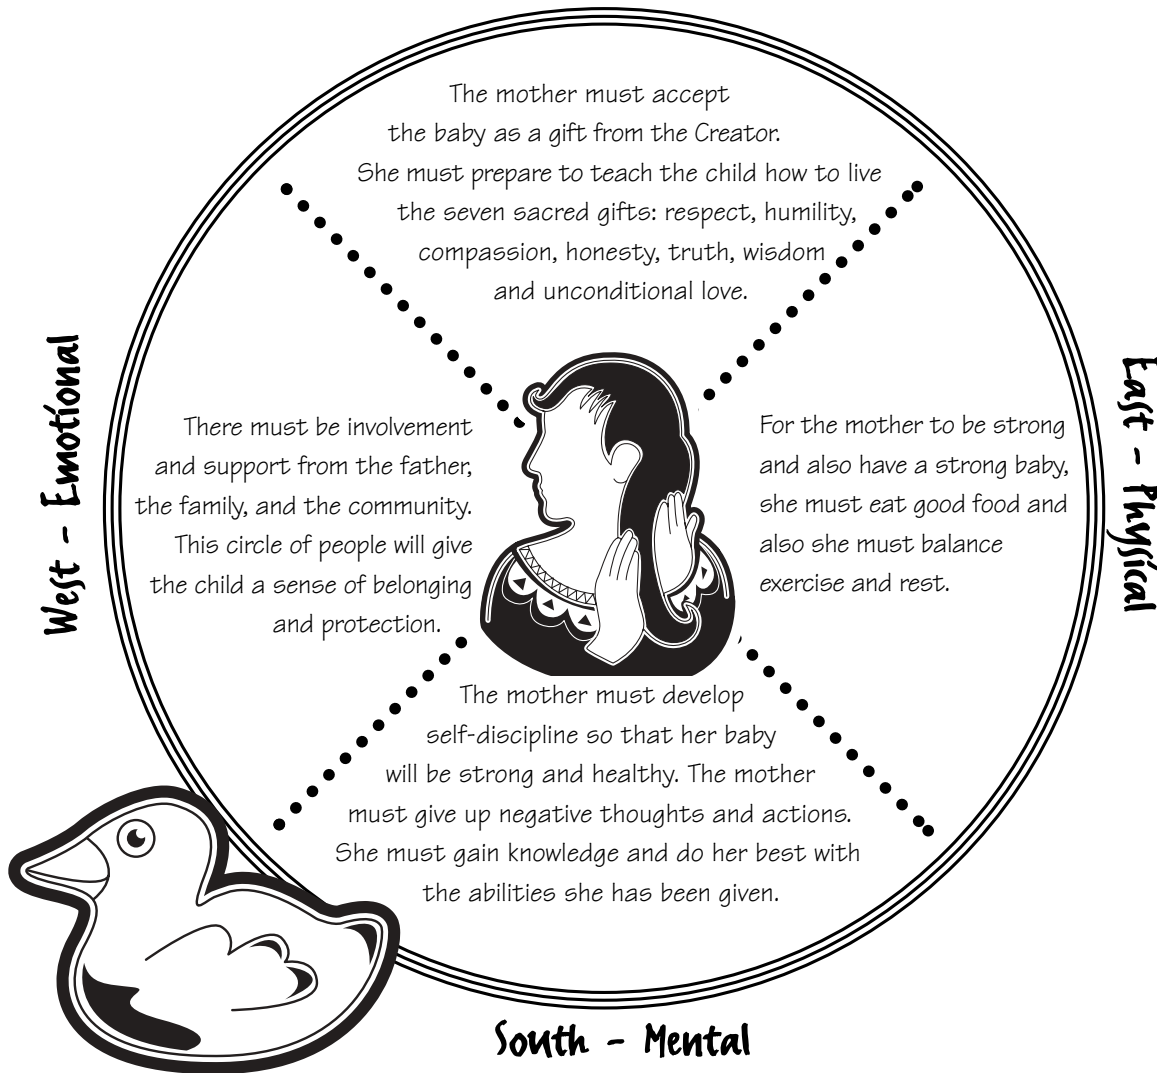 The mother must accept
the baby as a gift from the Creator.
She must prepare to teach the child how to live
the seven sacred gifts: respect, humility,
compassion, honesty, truth, wisdom
and unconditional love.
West - Emotional
There must be involvement
and support from the father,
the family, and the community.
This circle of people will give
the child a sense of belonging
and protection.
For the mother to be strong
and also have a strong baby,
she must eat good food and
also she must balance
exercise and rest.
East - Physical
The mother must develop
self-discipline so that her baby
will be strong and healthy. The mother
must give up negative thoughts and actions.
She must gain knowledge and do her best with
the abilities she has been given.
South - Mental